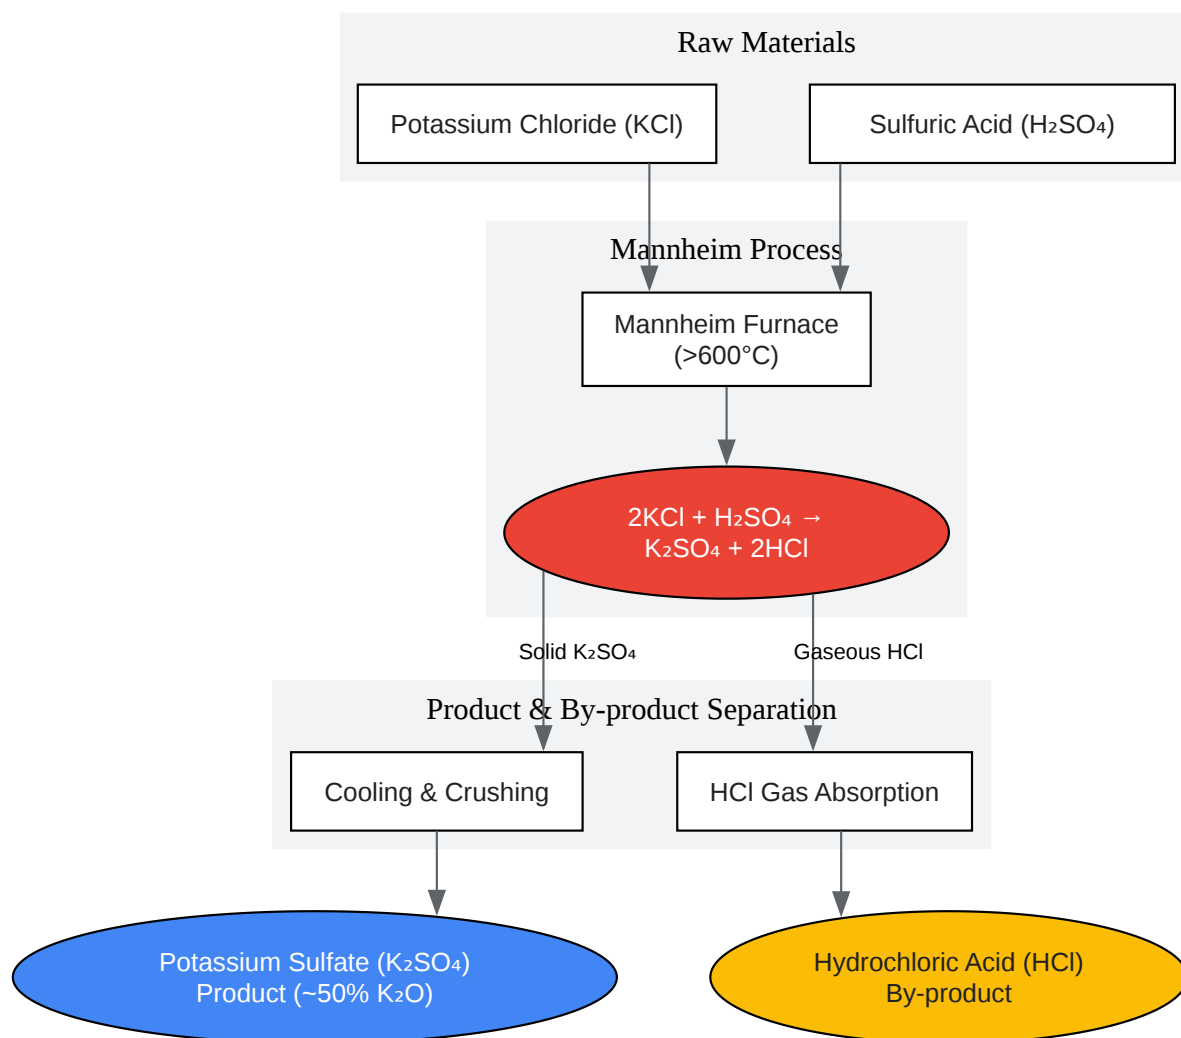 Raw Materials
Potassium Chloride (KCl)
Sulfuric Acid (H₂SO₄)
Mannheim Process
Mannheim Furnace
(>600°C)
2KCl + H₂SO₄ →
K₂SO₄ + 2HCl
Solid K₂SO₄
Gaseous HCl
Product & By-product Separation
Cooling & Crushing
HCl Gas Absorption
Potassium Sulfate (K₂SO₄)
Product (~50% K₂O)
Hydrochloric Acid (HCl)
By-product